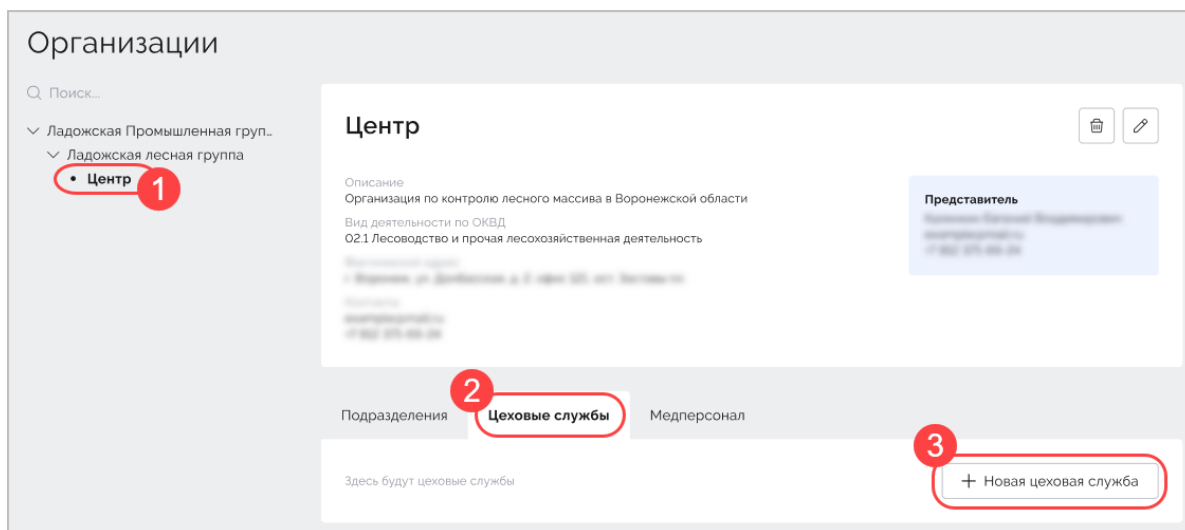 Организации
Поиск...
Ладожская Промышленная груп...
Ладожская лесная группа
• Центр
1
Центр
Описание
Организация по контролю лесного массива в Воронежской области
Вид деятельности по ОКВД
02.1 Лесоводство и прочая лесохозяйственная деятельность
Представитель
2
Подразделения
Цеховые службы
Медперсонал
3
Здесь будут цеховые службы
+ Новая цеховая служба